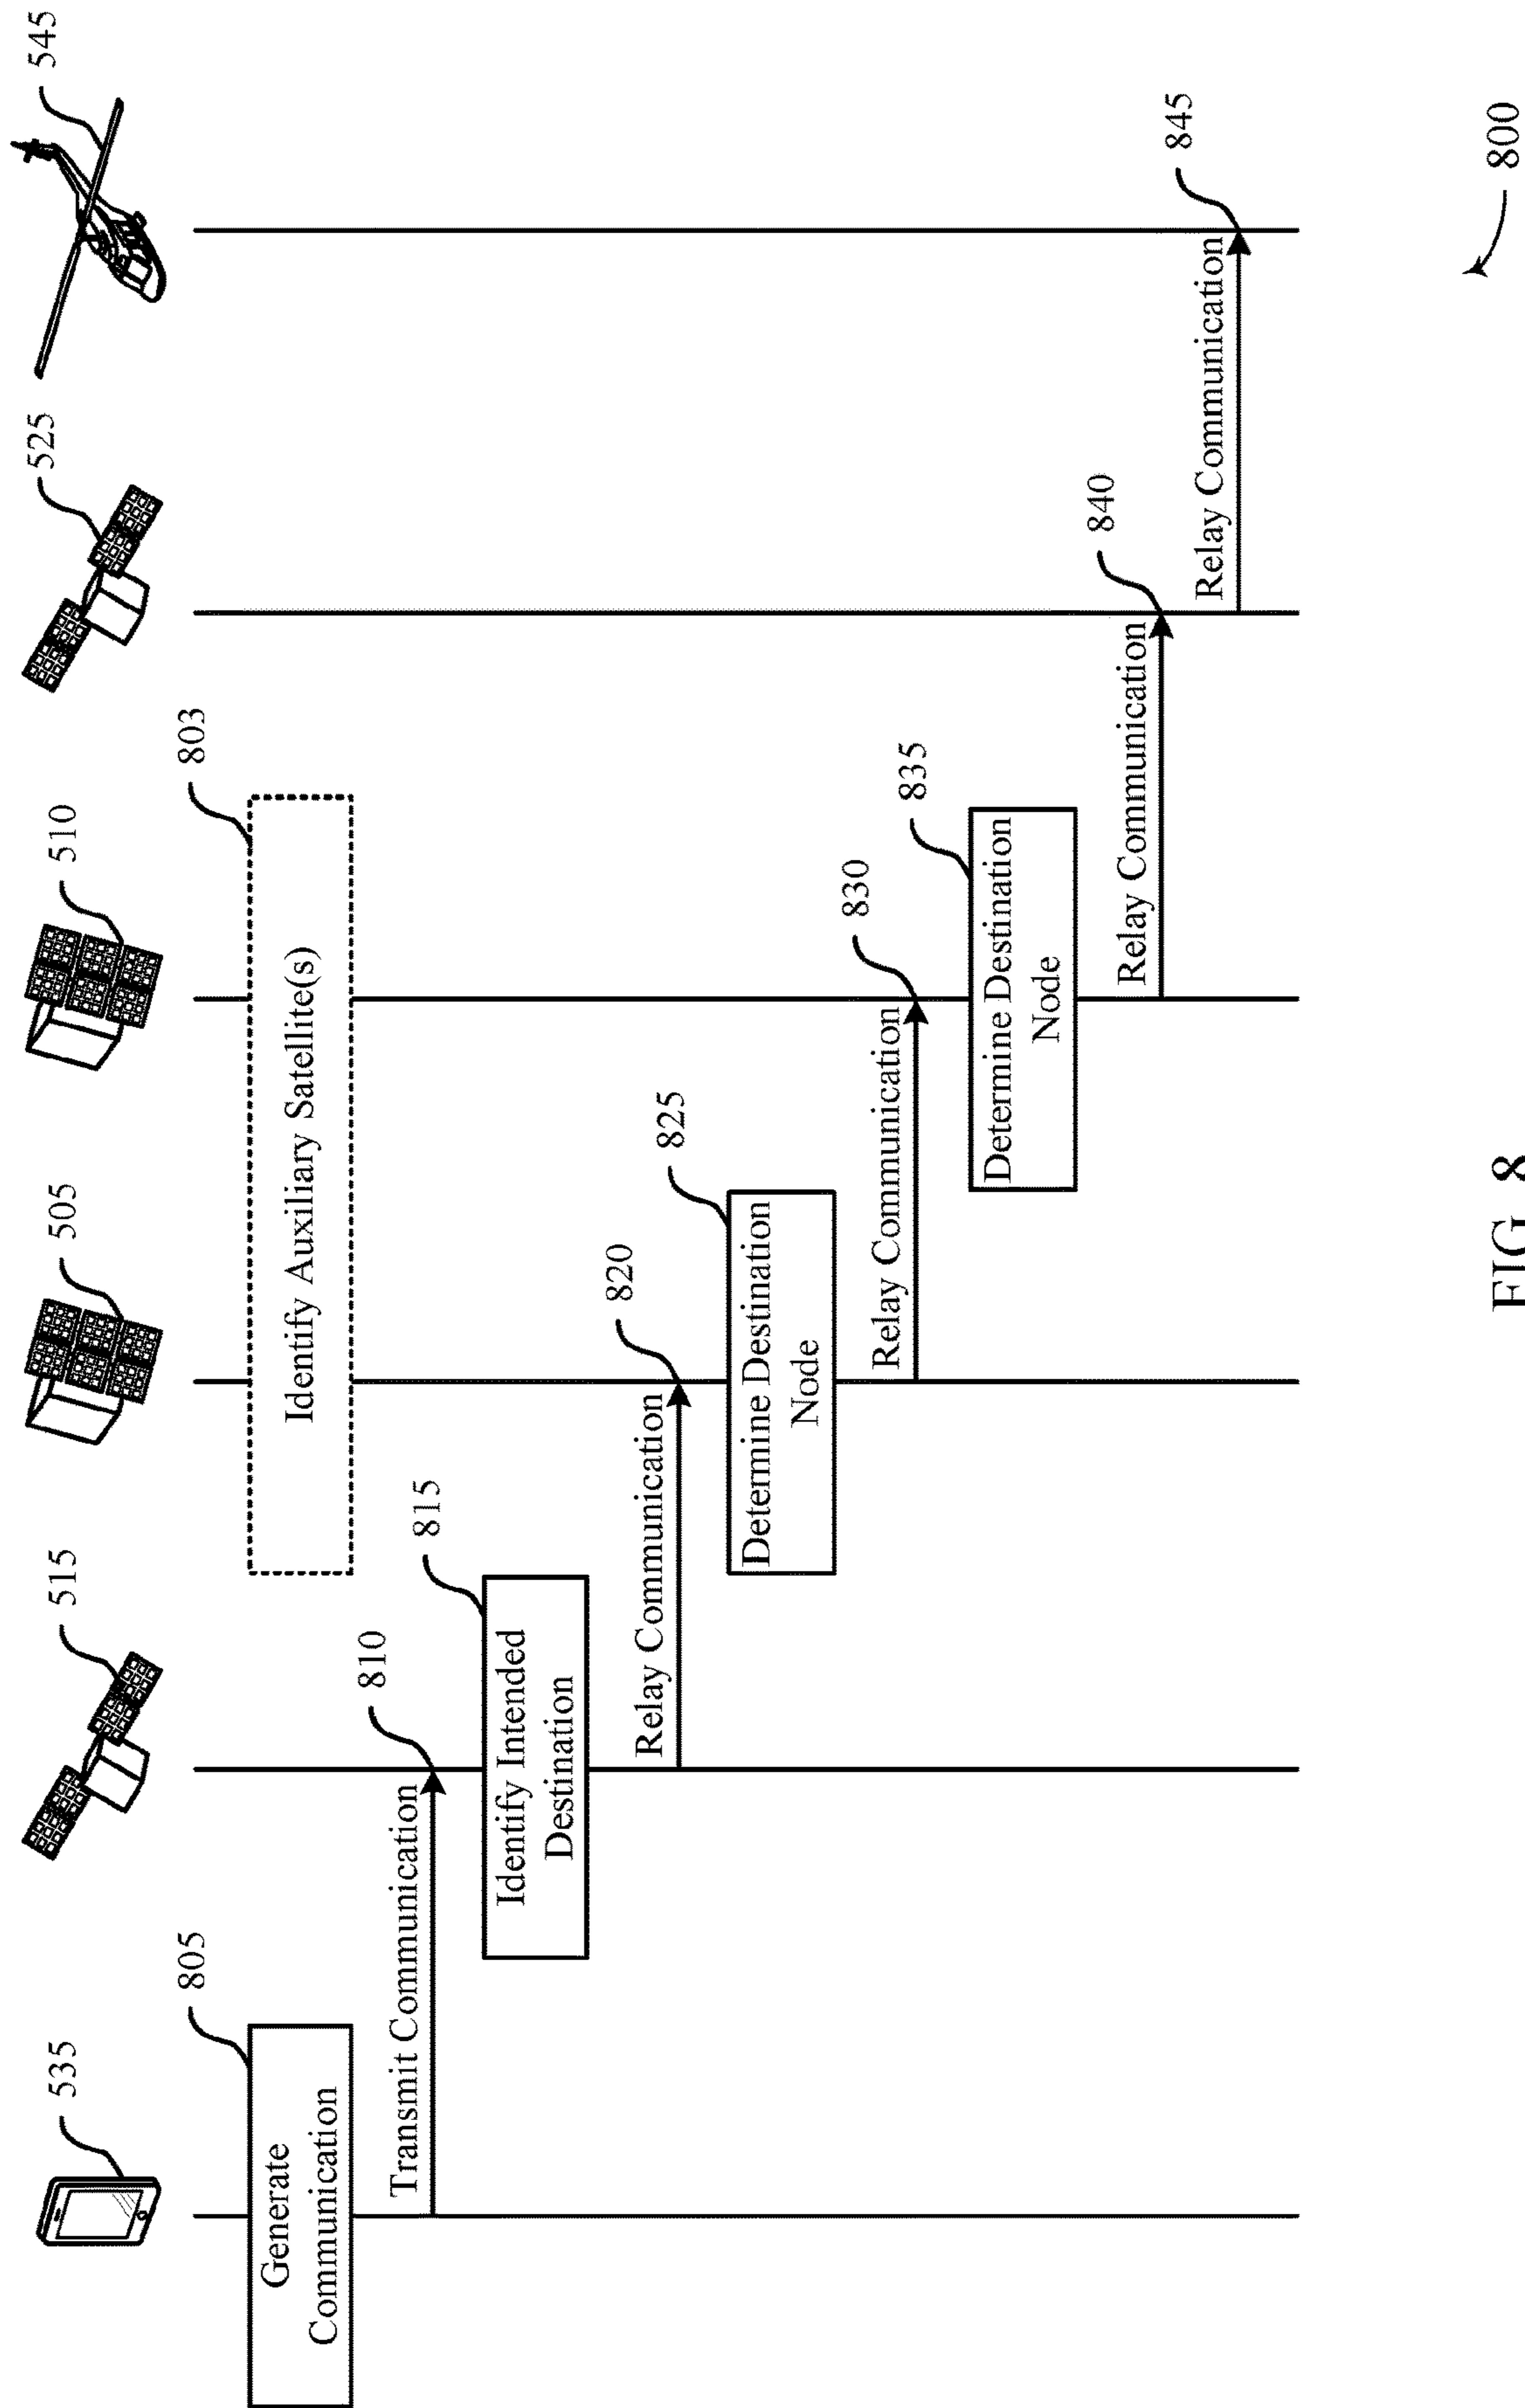 535
515
505
510
525
545
805
803
Generate
Communication
Identify Auxiliary Satellite(s)
Transmit Communication
810
815
Identify Intended
Destination
Relay Communication
820
825
Determine Destination
Node
Relay Communication
830
835
Determine Destination
Node
Relay Communication
840
Relay Communication
845
800
FIG. 8